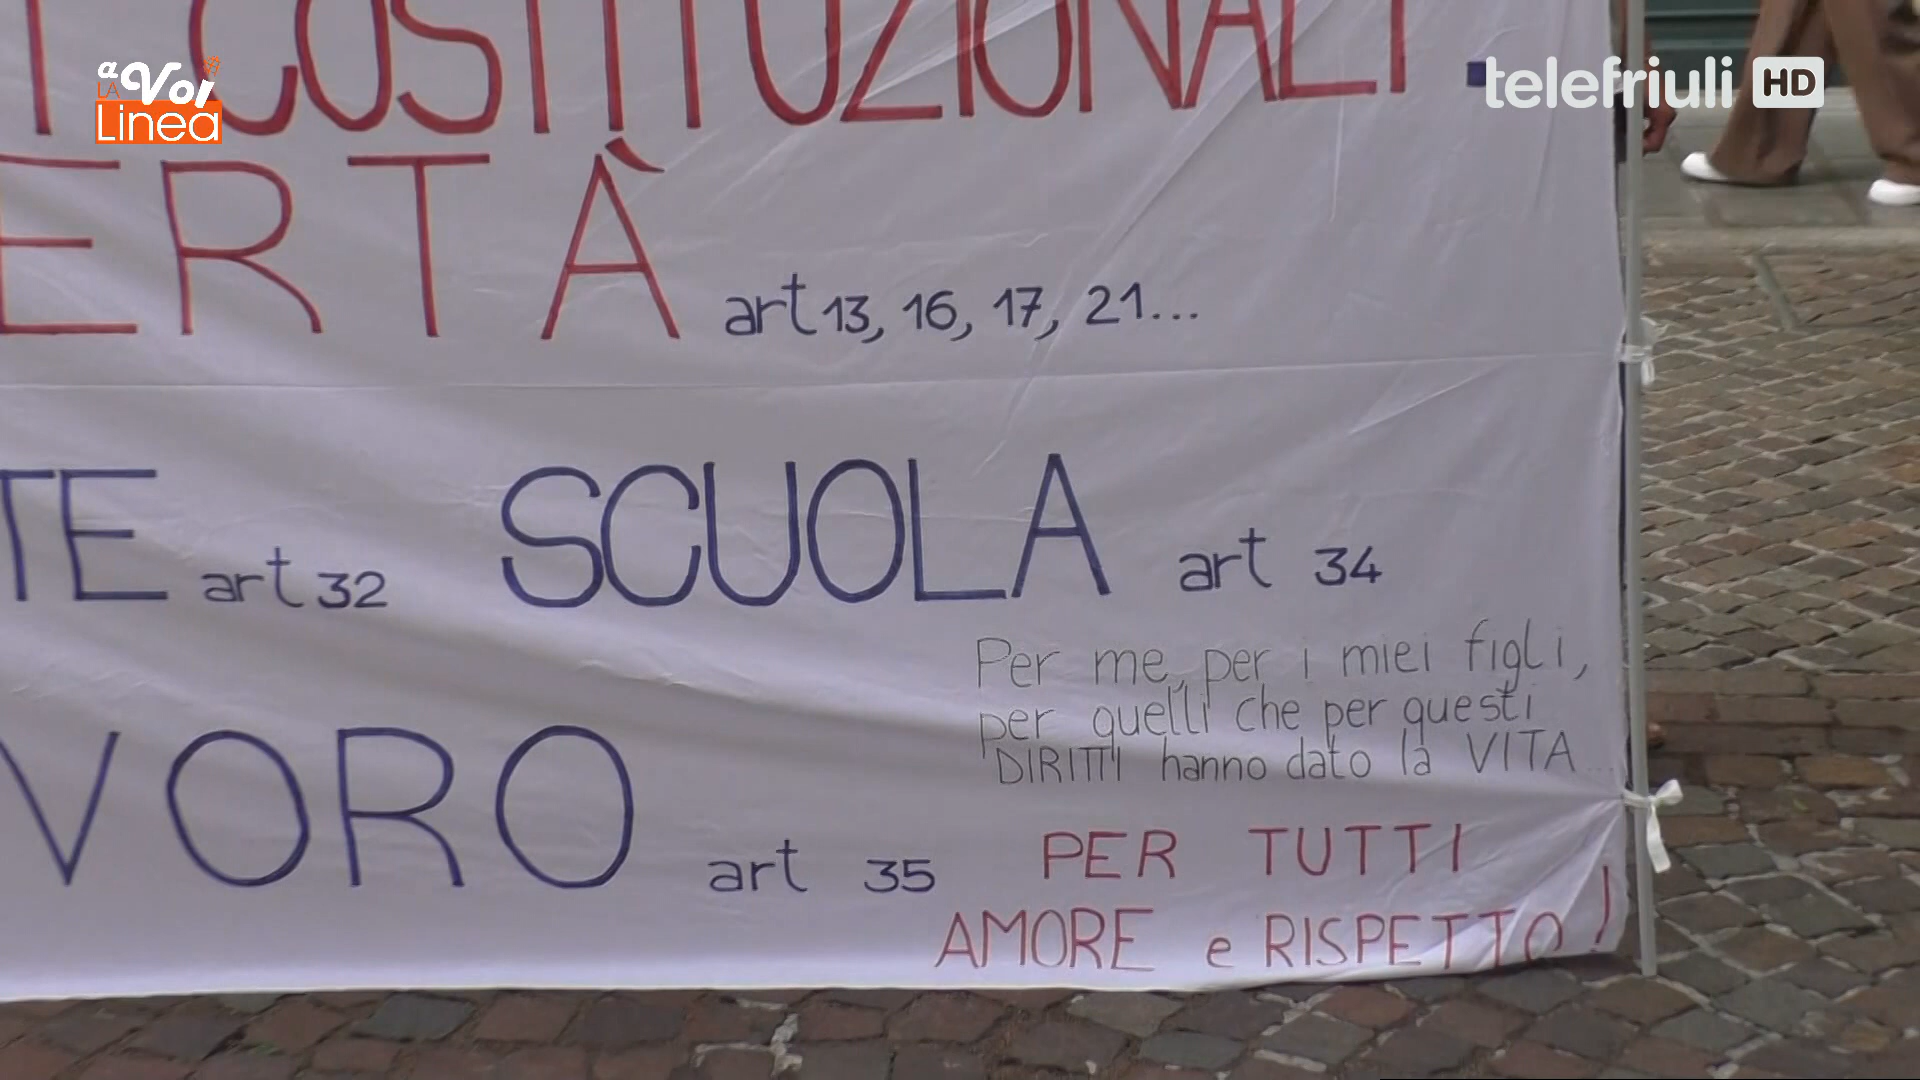 I COSTITUZIONALI.
a Voi
LA
Linea
telefriuli HD
ERTÀ art 13, 16, 17, 21...
TE art 32 SCUOLA art 34
Per me, per i miei figli,
per quelli che per questi
DIRITTI hanno dato la VITA...
VORO art 35
PER TUTTI
AMORE e RISPETTO!